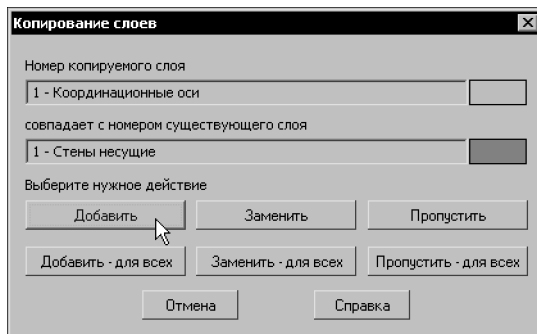 Копирование слоев
Номер копируемого слоя
1 - Координационные оси
совпадает с номером существующего слоя
1 - Стены несущие
Выберите нужное действие
Добавить Заменить Пропустить
Добавить - для всех Заменить - для всех Пропустить - для всех
Отмена Справка